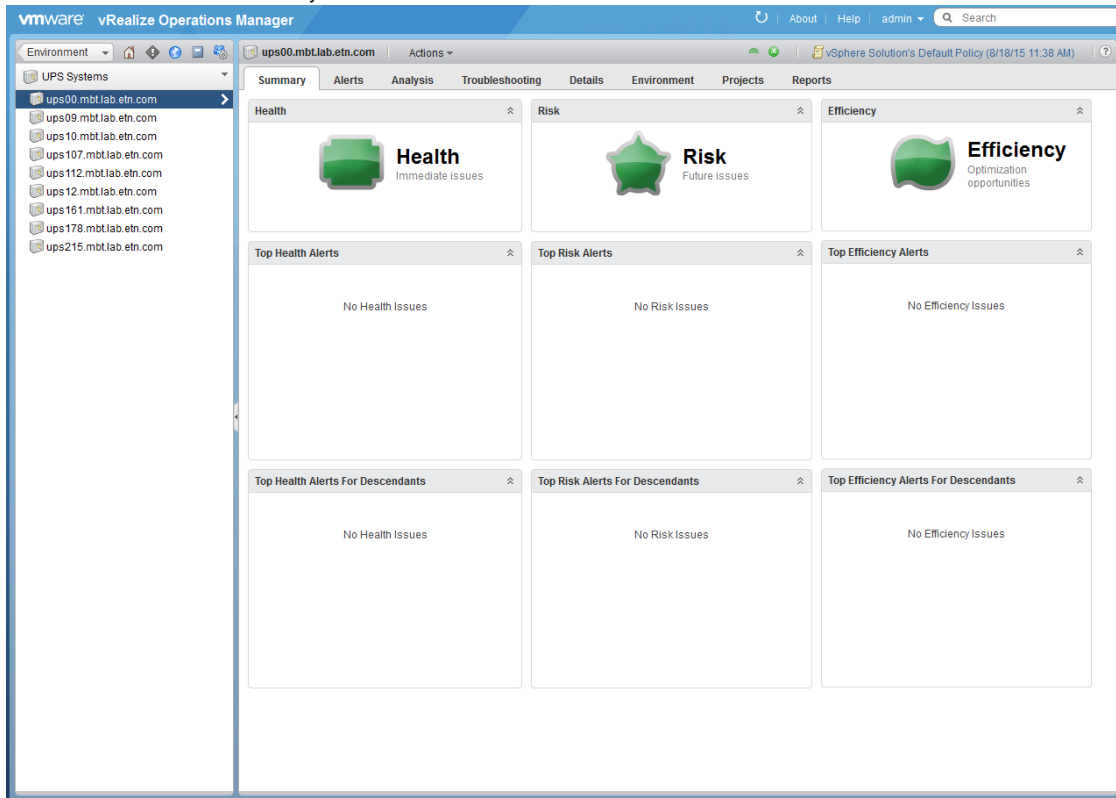 vmware vRealize Operations Manager
About Help admin Search
Environment
ups00.mbt.lab.etn.com Actions vSphere Solution's Default Policy (8/18/15 11:38 AM) ?
UPS Systems
Summary Alerts Analysis Troubleshooting Details Environment Projects Reports
ups00.mbt.lab.etn.com
ups09.mbt.lab.etn.com
ups10.mbt.lab.etn.com
ups107.mbt.lab.etn.com
ups112.mbt.lab.etn.com
ups12.mbt.lab.etn.com
ups161.mbt.lab.etn.com
ups178.mbt.lab.etn.com
ups215.mbt.lab.etn.com
Health
Health
Immediate issues
Risk
Risk
Future issues
Efficiency
Efficiency
Optimization
opportunities
Top Health Alerts
No Health Issues
Top Risk Alerts
No Risk Issues
Top Efficiency Alerts
No Efficiency Issues
Top Health Alerts For Descendants
No Health Issues
Top Risk Alerts For Descendants
No Risk Issues
Top Efficiency Alerts For Descendants
No Efficiency Issues